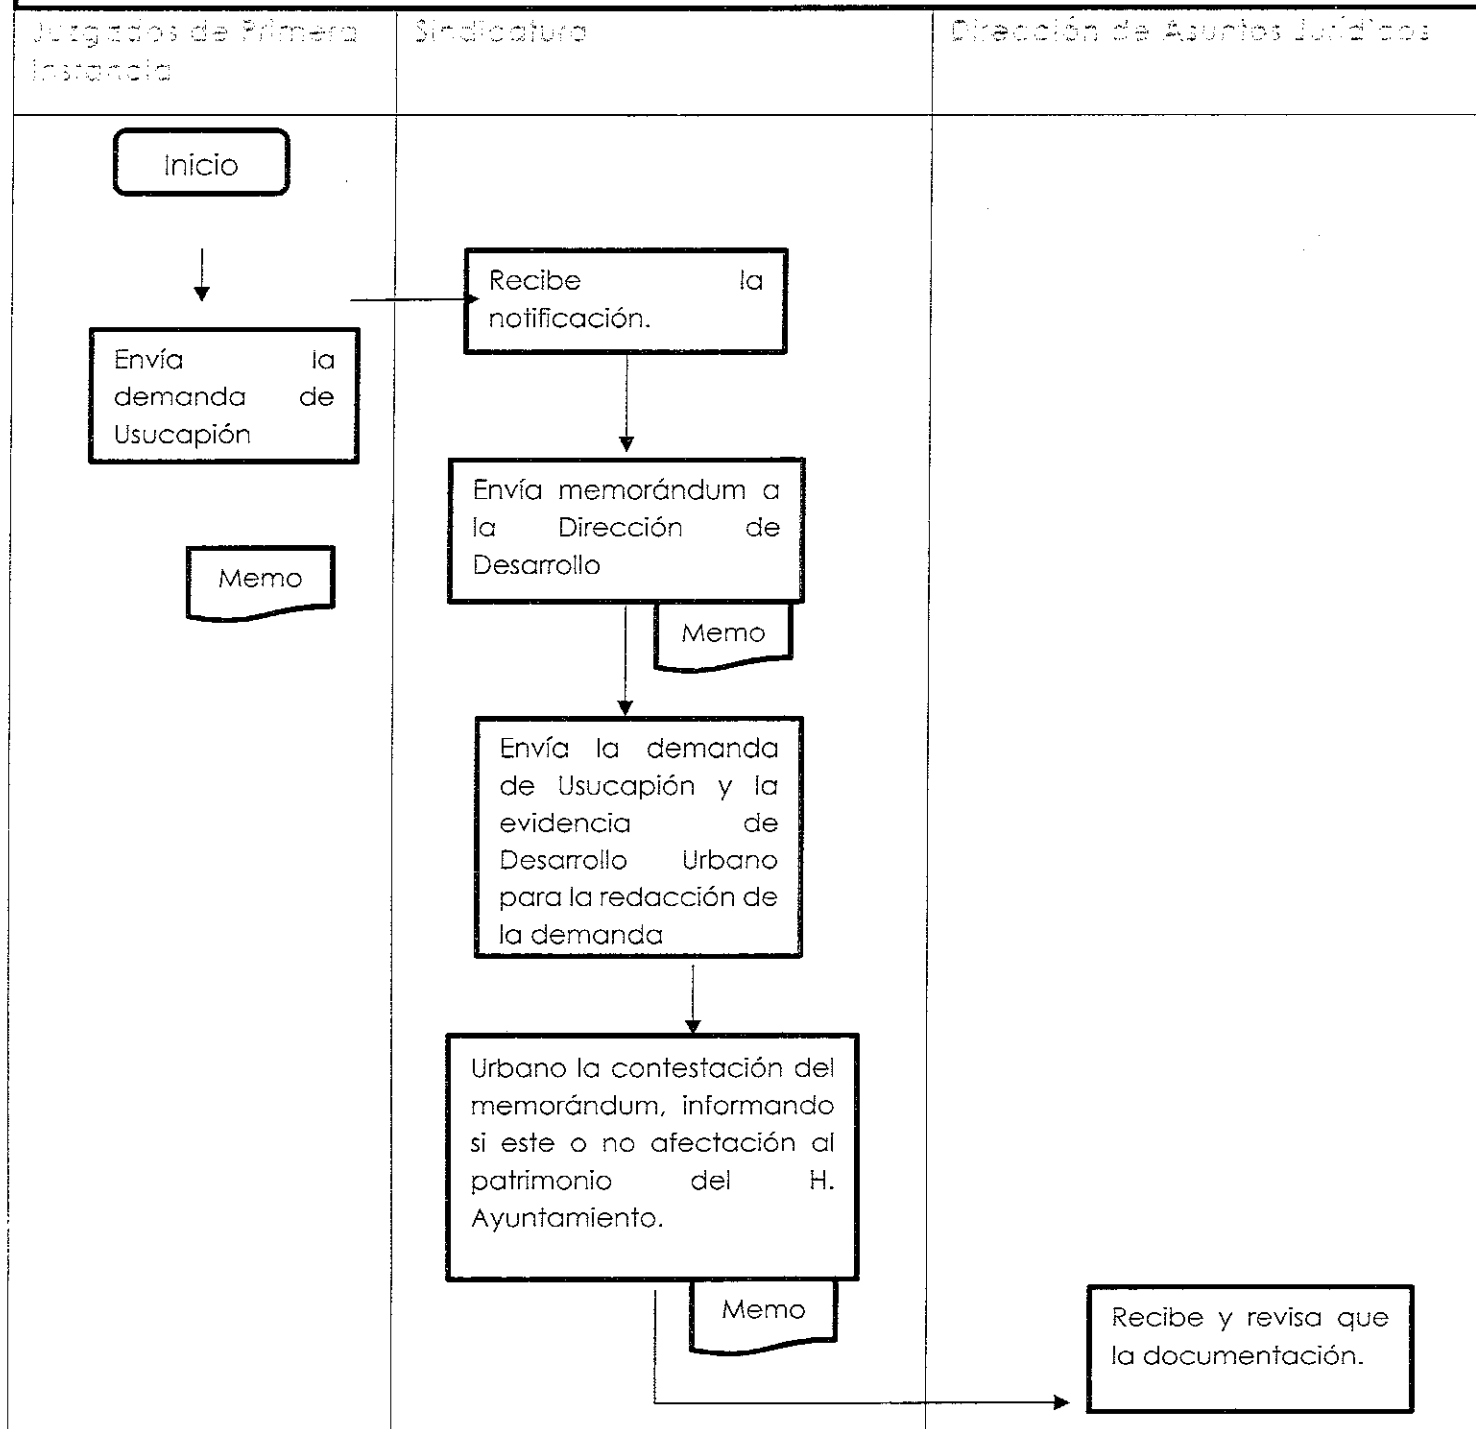 Juzgados de Primera
Instancia
Sindicatura
Dirección de Asuntos Jurídicos
Inicio
Envía la
demanda de
Usucapión
Memo
Recibe la
notificación.
Envía memorándum a
la Dirección de
Desarrollo
Memo
Envía la demanda
de Usucapión y la
evidencia de
Desarrollo Urbano
para la redacción de
la demanda
Urbano la contestación del
memorándum, informando
si este o no afectación al
patrimonio del H.
Ayuntamiento.
Memo
Recibe y revisa que
la documentación.